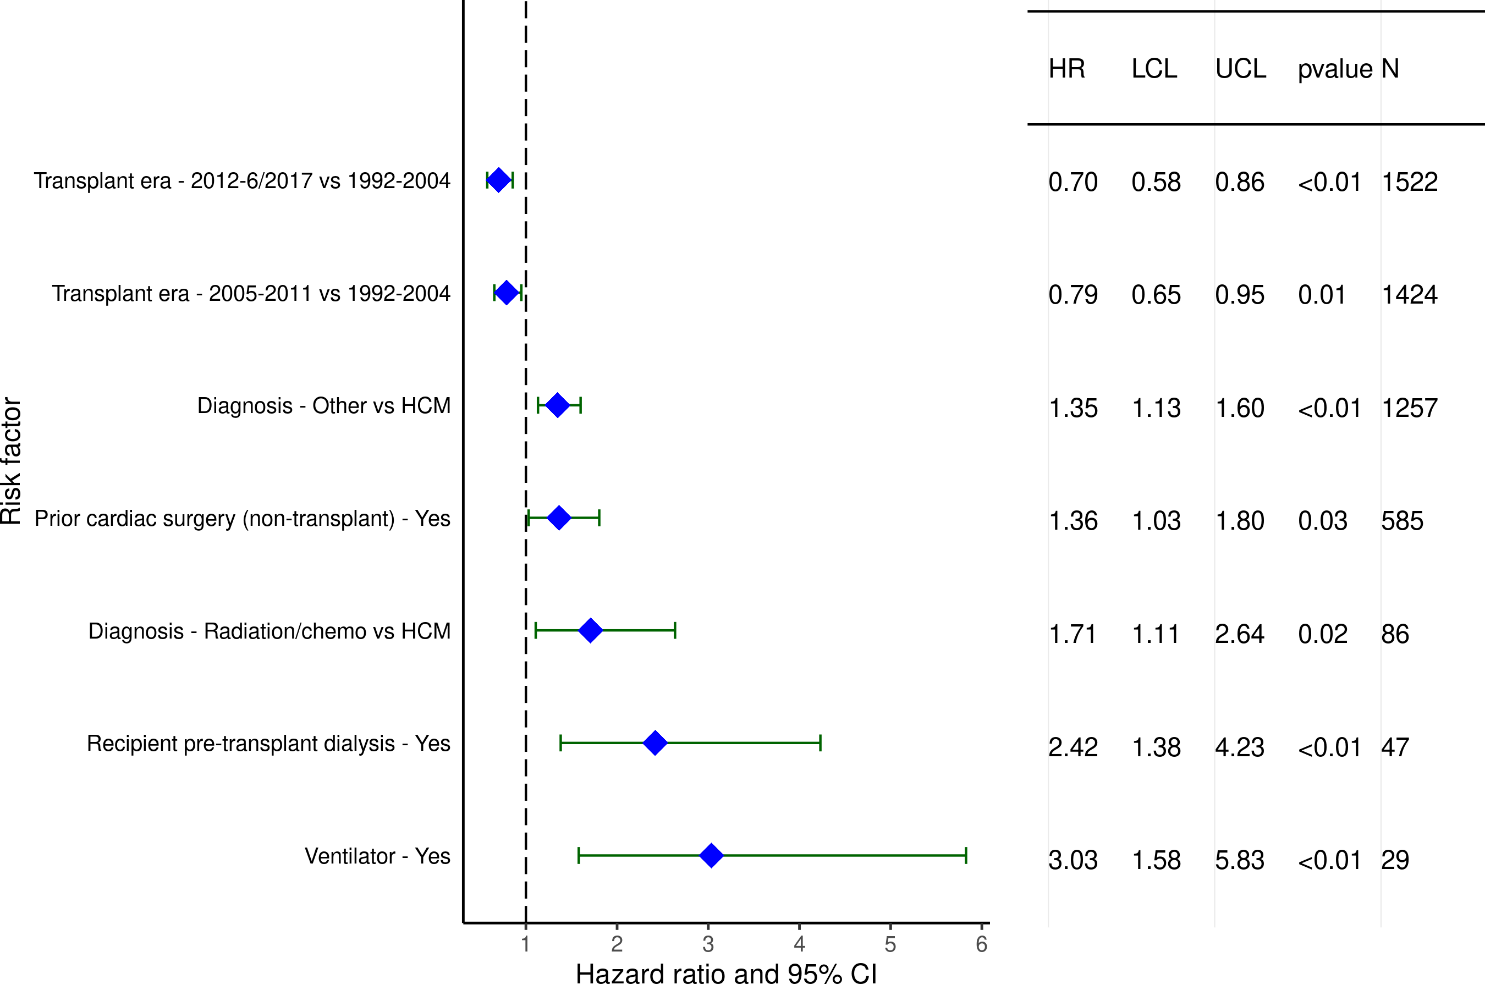 HR LCL UCL pvalue N
Transplant era - 2012-6/2017 vs 1992-2004 0.70 0.58 0.86 <0.01 1522
Transplant era - 2005-2011 vs 1992-2004 0.79 0.65 0.95 0.01 1424
Diagnosis - Other vs HCM 1.35 1.13 1.60 <0.01 1257
Prior cardiac surgery (non-transplant) - Yes 1.36 1.03 1.80 0.03 585
Diagnosis - Radiation/chemo vs HCM 1.71 1.11 2.64 0.02 86
Recipient pre-transplant dialysis - Yes 2.42 1.38 4.23 <0.01 47
Ventilator - Yes 3.03 1.58 5.83 <0.01 29
Risk factor
1 2 3 4 5 6
Hazard ratio and 95% CI